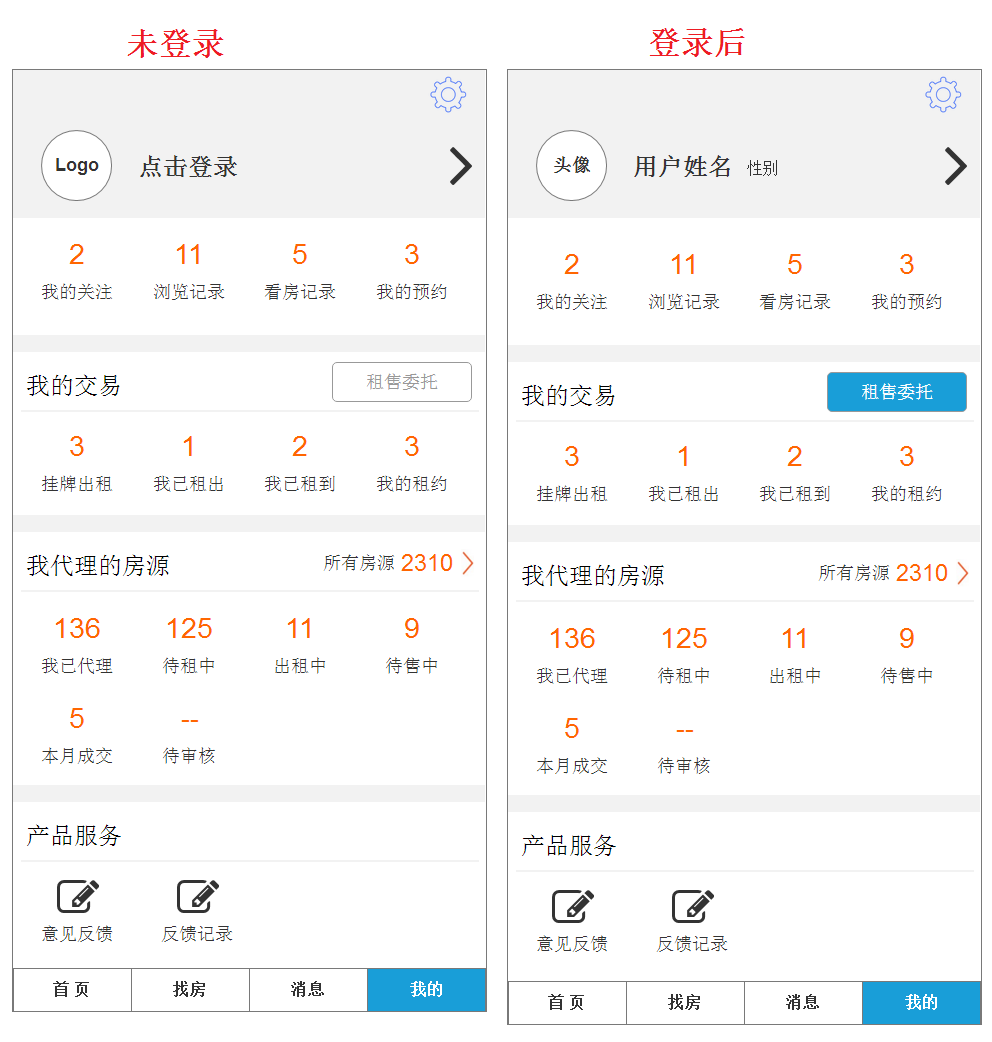 未登录
Logo
点击登录
2 11 5 3
我的关注 浏览记录 看房记录 我的预约
我的交易 租售委托
3 1 2 3
挂牌出租 我已租出 我已租到 我的租约
我代理的房源 所有房源 2310
136 125 11 9
我已代理 待租中 出租中 待售中
5 --
本月成交 待审核
产品服务
意见反馈 反馈记录
首 页 找房 消息 我的
登录后
头像
用户姓名 性别
2 11 5 3
我的关注 浏览记录 看房记录 我的预约
我的交易 租售委托
3 1 2 3
挂牌出租 我已租出 我已租到 我的租约
我代理的房源 所有房源 2310
136 125 11 9
我已代理 待租中 出租中 待售中
5 --
本月成交 待审核
产品服务
意见反馈 反馈记录
首 页 找房 消息 我的